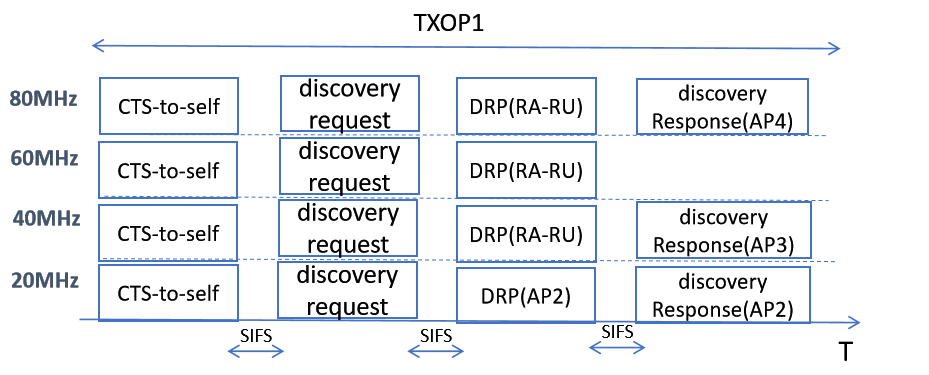 TXOP1
80MHz
CTS-to-self
discovery
request
DRP(RA-RU)
discovery
Response(AP4)
60MHz
CTS-to-self
discovery
request
DRP(RA-RU)
40MHz
CTS-to-self
discovery
request
DRP(RA-RU)
discovery
Response(AP3)
20MHz
CTS-to-self
discovery
request
DRP(AP2)
discovery
Response(AP2)
SIFS
SIFS
SIFS
T